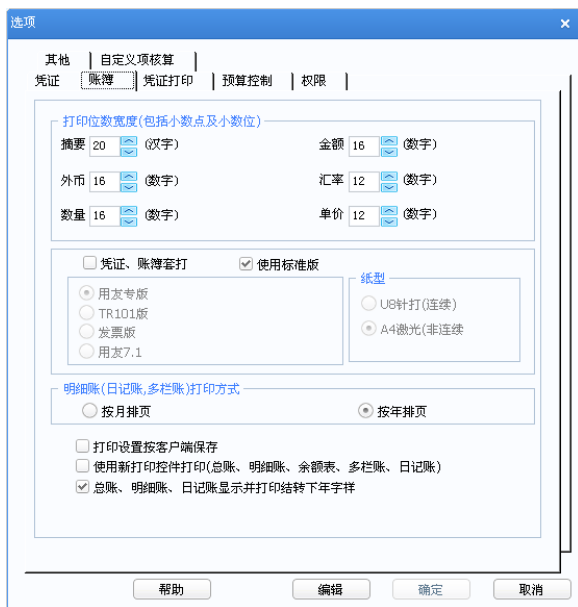 选项
其他 自定义项核算
凭证 账簿 凭证打印 预算控制 权限
打印位数宽度(包括小数点及小数位)
摘要 20 (汉字) 金额 16 (数字)
外币 16 (数字) 汇率 12 (数字)
数量 16 (数字) 单价 12 (数字)
凭证、账簿套打 使用标准版
纸型
用友专版
U8针打(连续)
TR101版
A4激光(非连续
发票版
用友7.1
明细账(日记账,多栏账)打印方式
按月排页 按年排页
打印设置按客户端保存
使用新打印控件打印(总账、明细账、余额表、多栏账、日记账)
总账、明细账、日记账显示并打印结转下年字样
帮助 编辑 确定 取消